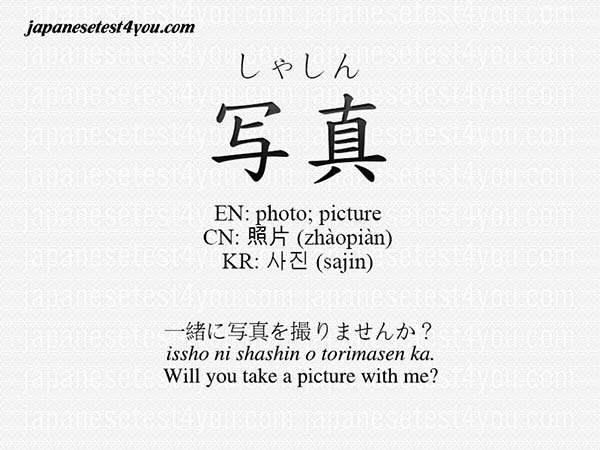 japanesetest4you.com
しゃしん
写真
EN: photo; picture
CN: 照片 (zhàopiàn)
KR: 사진 (sajin)
一緒に写真を撮りませんか？
issho ni shashin o torimasen ka.
Will you take a picture with me?